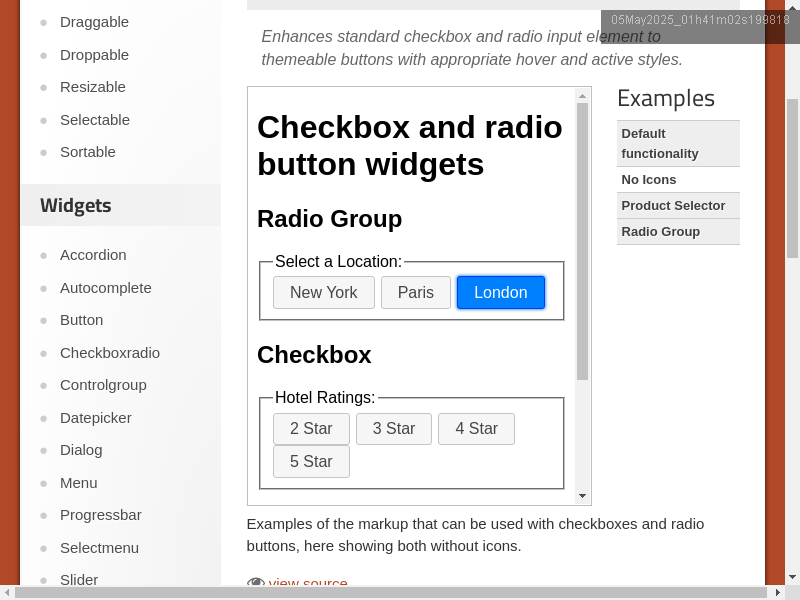 05May2025_01h41m02s199818
Draggable
Droppable
Resizable
Selectable
Sortable
Widgets
Accordion
Autocomplete
Button
Checkboxradio
Controlgroup
Datepicker
Dialog
Menu
Progressbar
Selectmenu
Slider
Enhances standard checkbox and radio input element to
themeable buttons with appropriate hover and active styles.
Checkbox and radio
button widgets
Radio Group
Select a Location:
New York Paris London
Checkbox
Hotel Ratings:
2 Star 3 Star 4 Star
5 Star
Examples of the markup that can be used with checkboxes and radio
buttons, here showing both without icons.
view source
Examples
Default
functionality
No Icons
Product Selector
Radio Group